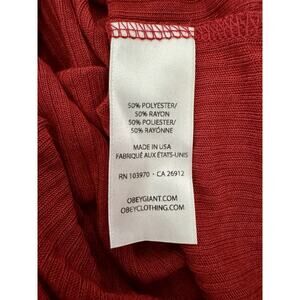 50% POLYESTER/
50% RAYON
50% POLIESTER/
50% RAYÓNNE
MADE IN USA
FABRIQUÉ AUX ÉTATS-UNIS
RN 103970 - CA 26912
OBEYGIANT.COM
OBEYCLOTHING.COM